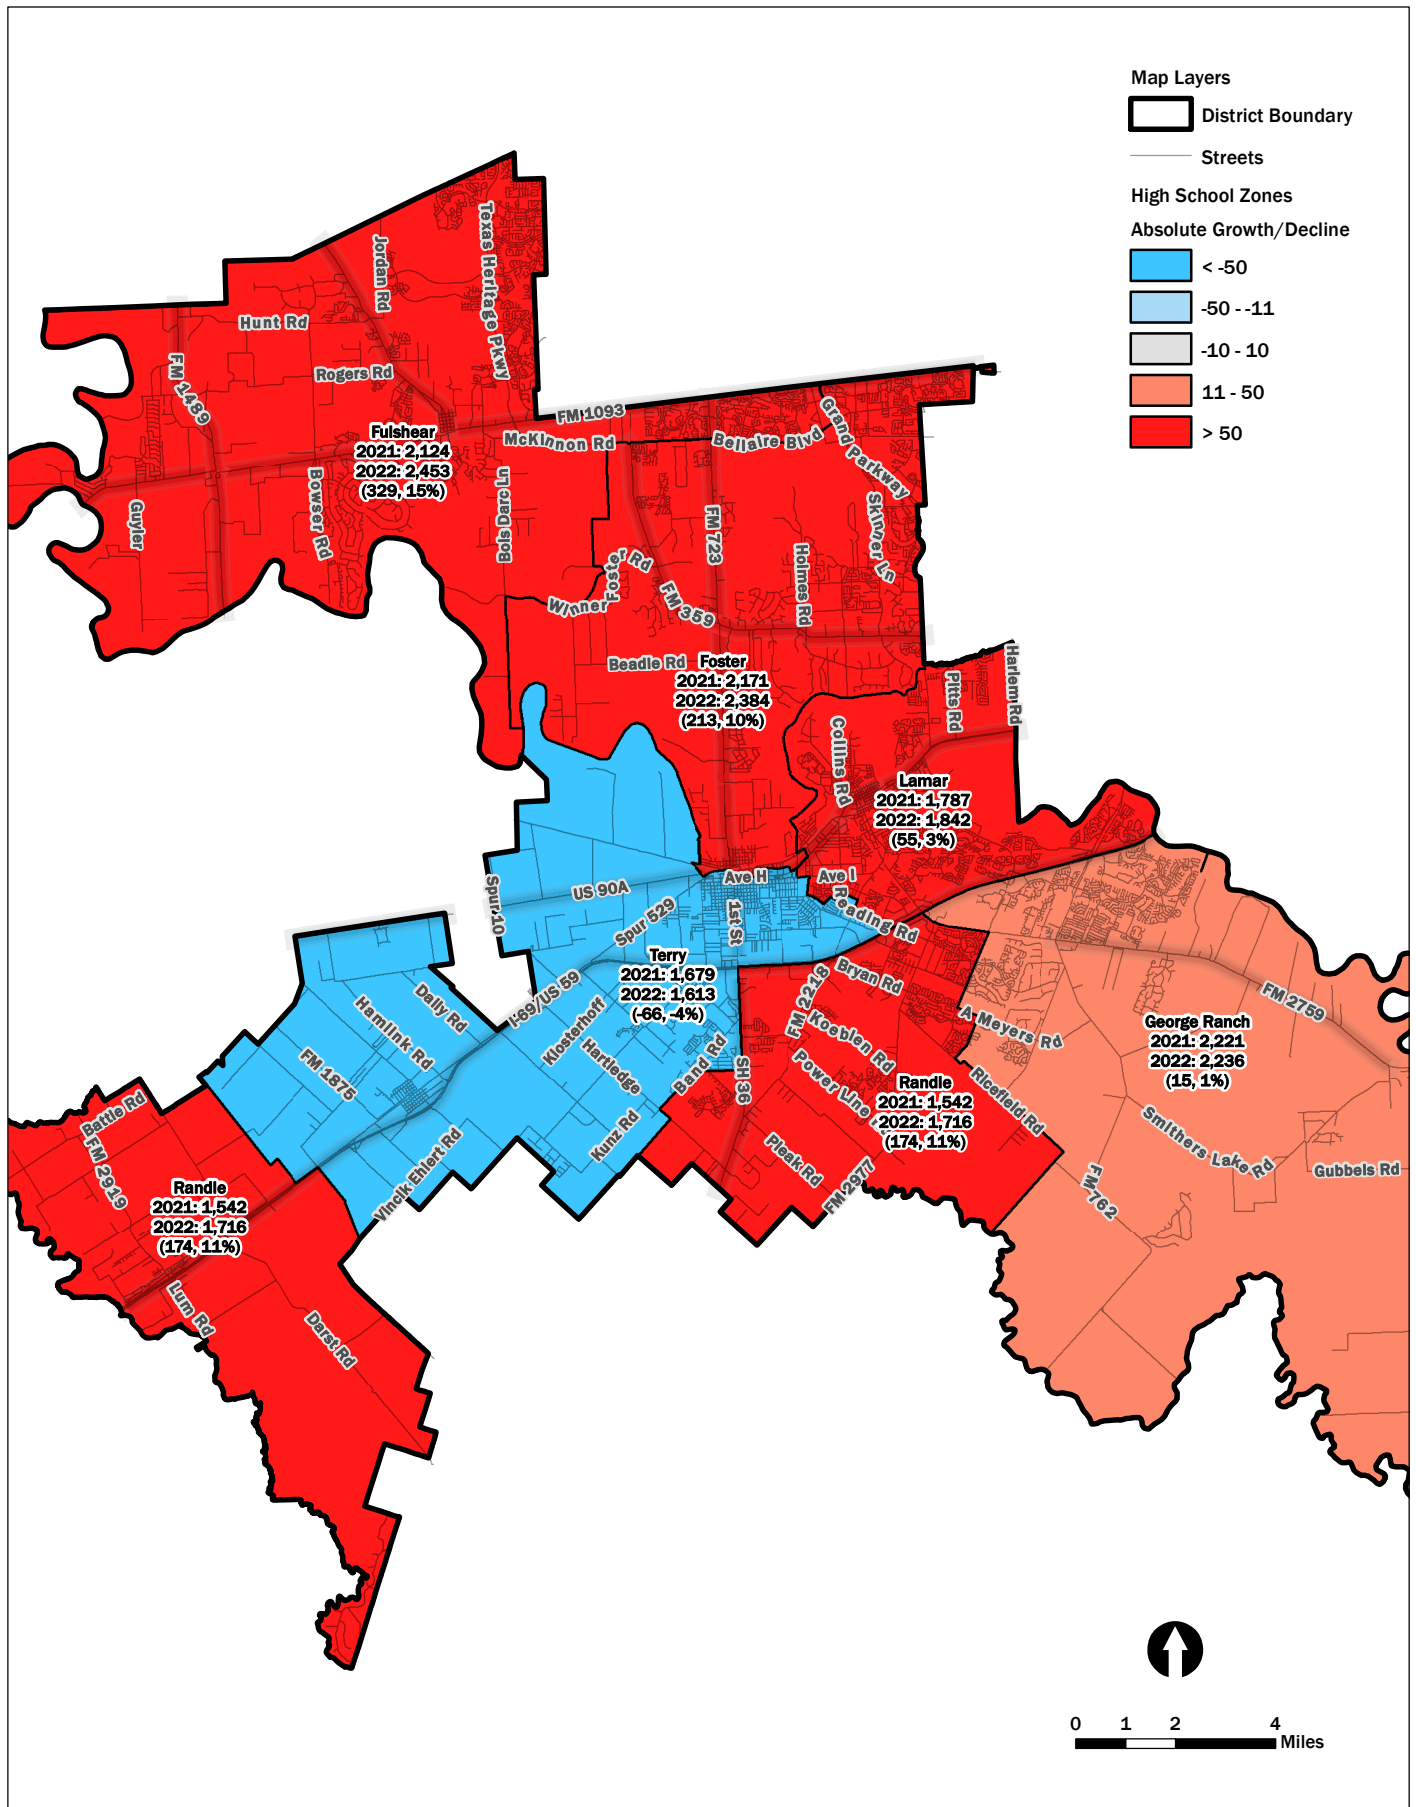 Map Layers
District Boundary
Streets
High School Zones
Absolute Growth/Decline
< -50
-50 - -11
-10 - 10
11 - 50
> 50
Jordan Rd
Texas Heritage Pkwy
Hunt Rd
Rogers Rd
FM 1489
FM 1093
McKinnon Rd
Bellaire Blvd
Grand Parkway
Fulshear
2021: 2,124
2022: 2,453
(329, 15%)
Guyler
Bowser Rd
Bois Darc Ln
FM 723
Skinner Ln
Holmes Rd
Winner Foster Rd
FM 359
Beadle Rd
Foster
2021: 2,171
2022: 2,384
(213, 10%)
Pitts Rd
Harlem Rd
Collins Rd
Lamar
2021: 1,787
2022: 1,842
(55, 3%)
Ave H
Ave I
Reading Rd
US 90A
Spur 10
Spur 529
1st St
Terry
2021: 1,679
2022: 1,613
(-66, -4%)
I-69/US 59
Bryan Rd
FM 2218
Daily Rd
Hamlink Rd
FM 1875
Klosterhoff
Hartledge
Band Rd
SH 36
Koeblen Rd
Power Line
A Meyers Rd
FM 2759
George Ranch
2021: 2,221
2022: 2,236
(15, 1%)
Randle
2021: 1,542
2022: 1,716
(174, 11%)
Ricefield Rd
Smithers Lake Rd
Gubbels Rd
FM 762
Battle Rd
FM 2919
Vincik Ehlert Rd
Kunz Rd
Pleak Rd
FM 2977
Randle
2021: 1,542
2022: 1,716
(174, 11%)
Lum Rd
Darst Rd
0 1 2 4
Miles